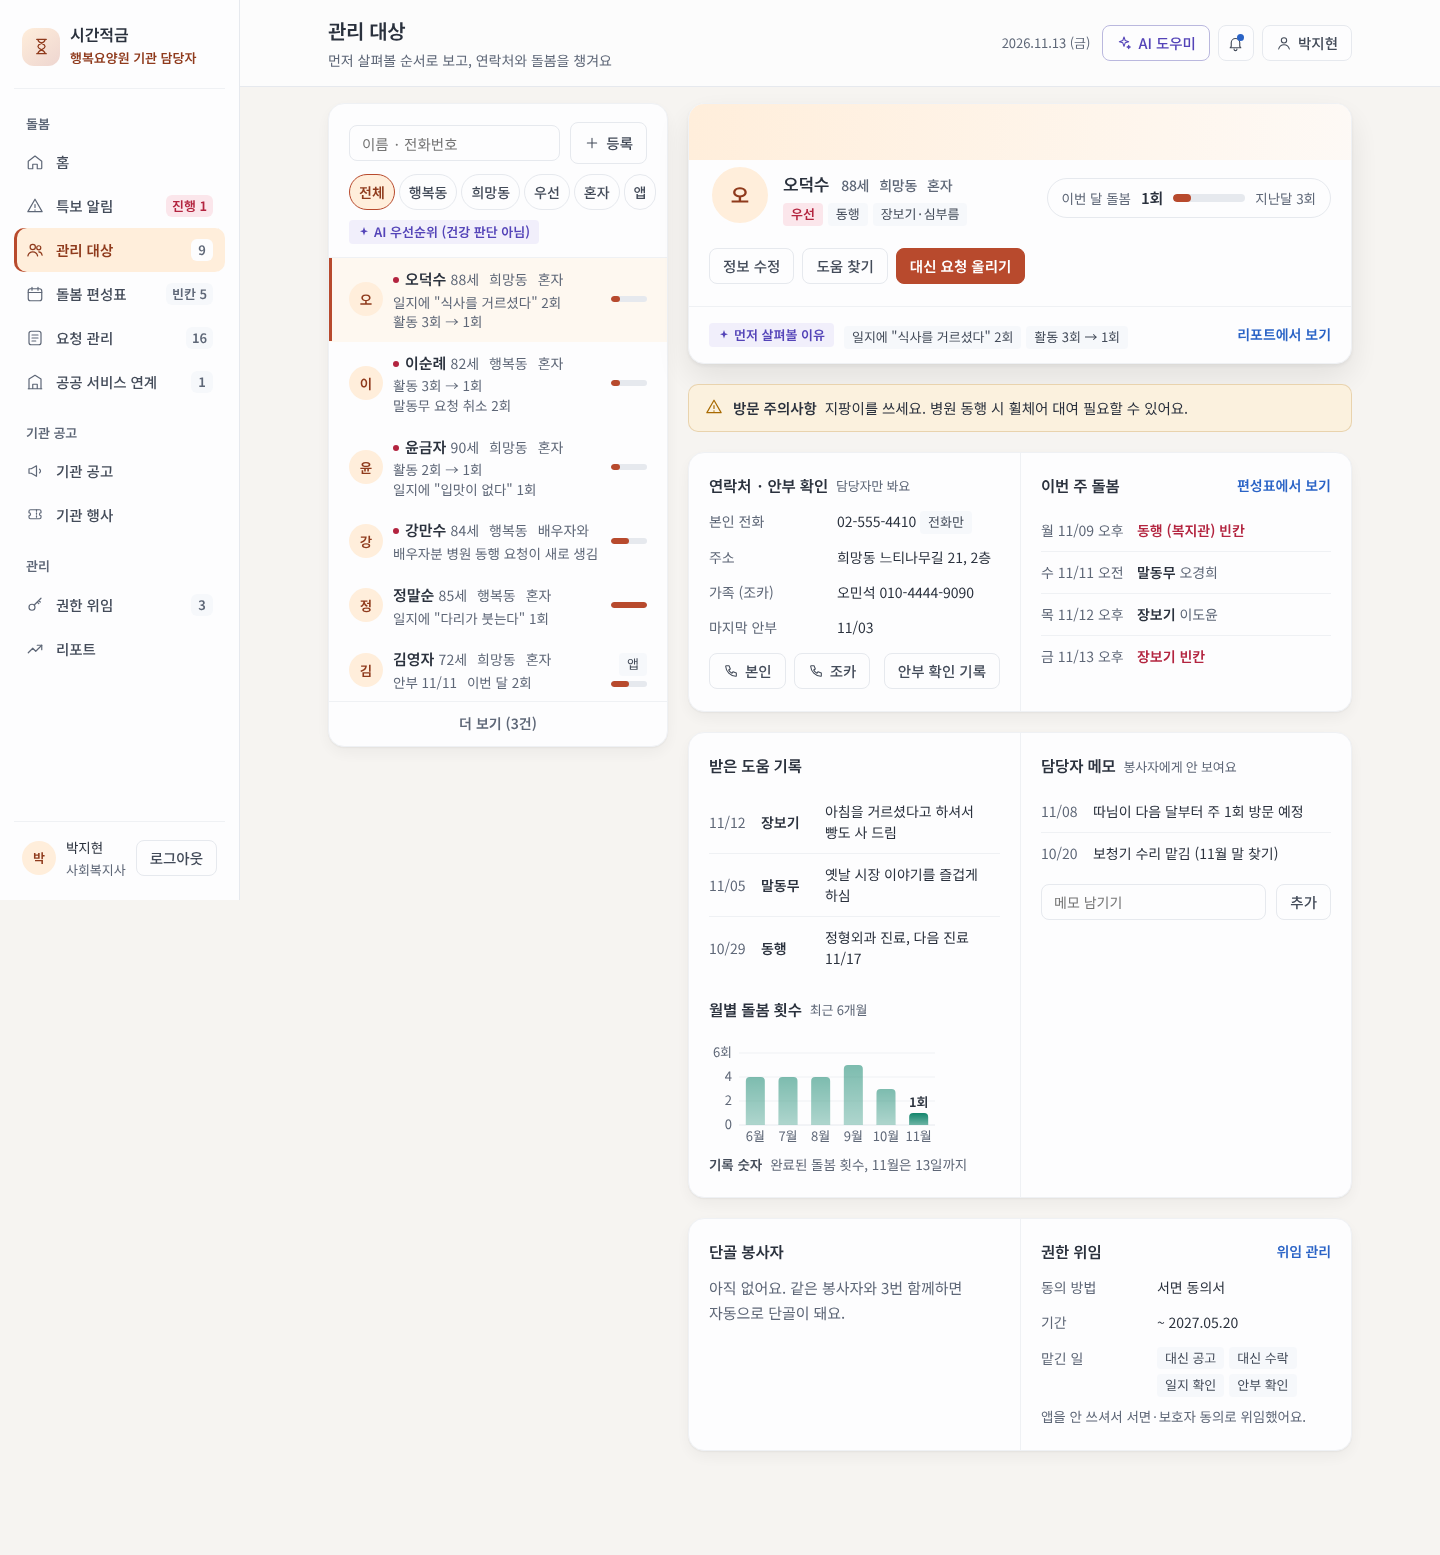 시간적금
행복요양원 기관 담당자
돌봄
홈
특보 알림 진행 1
관리 대상 9
돌봄 편성표 빈칸 5
요청 관리 16
공공 서비스 연계 1
기관 공고
기관 공고
기관 행사
관리
권한 위임 3
리포트
박
박지현
사회복지사
로그아웃
관리 대상
먼저 살펴볼 순서로 보고, 연락처와 돌봄을 챙겨요
2026.11.13 (금)
AI 도우미
박지현
이름 · 전화번호
등록
전체 행복동 희망동 우선 혼자 앱
AI 우선순위 (건강 판단 아님)
오
오덕수 88세 희망동 혼자
일지에 "식사를 거르셨다" 2회
활동 3회 → 1회
이
이순례 82세 행복동 혼자
활동 3회 → 1회
말동무 요청 취소 2회
윤
윤금자 90세 희망동 혼자
활동 2회 → 1회
일지에 "입맛이 없다" 1회
강
강만수 84세 행복동 배우자와
배우자분 병원 동행 요청이 새로 생김
정
정말순 85세 행복동 혼자
일지에 "다리가 붓는다" 1회
김
김영자 72세 희망동 혼자
안부 11/11 이번 달 2회
앱
더 보기 (3건)
오
오덕수 88세 희망동 혼자
우선 동행 장보기·심부름
이번 달 돌봄 1회 지난달 3회
정보 수정 도움 찾기 대신 요청 올리기
먼저 살펴볼 이유 일지에 "식사를 거르셨다" 2회 활동 3회 → 1회 리포트에서 보기
방문 주의사항 지팡이를 쓰세요. 병원 동행 시 휠체어 대여 필요할 수 있어요.
연락처 · 안부 확인 담당자만 봐요
본인 전화 02-555-4410 전화만
주소 희망동 느티나무길 21, 2층
가족 (조카) 오민석 010-4444-9090
마지막 안부 11/03
본인 조카 안부 확인 기록
이번 주 돌봄 편성표에서 보기
월 11/09 오후 동행 (복지관) 빈칸
수 11/11 오전 말동무 오경희
목 11/12 오후 장보기 이도윤
금 11/13 오후 장보기 빈칸
받은 도움 기록
11/12 장보기 아침을 거르셨다고 하셔서
빵도 사 드림
11/05 말동무 옛날 시장 이야기를 즐겁게
하심
10/29 동행 정형외과 진료, 다음 진료
11/17
월별 돌봄 횟수 최근 6개월
6회
4
2
0
1회
6월 7월 8월 9월 10월 11월
기록 숫자 완료된 돌봄 횟수, 11월은 13일까지
담당자 메모 봉사자에게 안 보여요
11/08 따님이 다음 달부터 주 1회 방문 예정
10/20 보청기 수리 맡김 (11월 말 찾기)
메모 남기기 추가
단골 봉사자
아직 없어요. 같은 봉사자와 3번 함께하면
자동으로 단골이 돼요.
권한 위임 위임 관리
동의 방법 서면 동의서
기간 ~ 2027.05.20
맡긴 일 대신 공고 대신 수락
일지 확인 안부 확인
앱을 안 쓰셔서 서면·보호자 동의로 위임했어요.